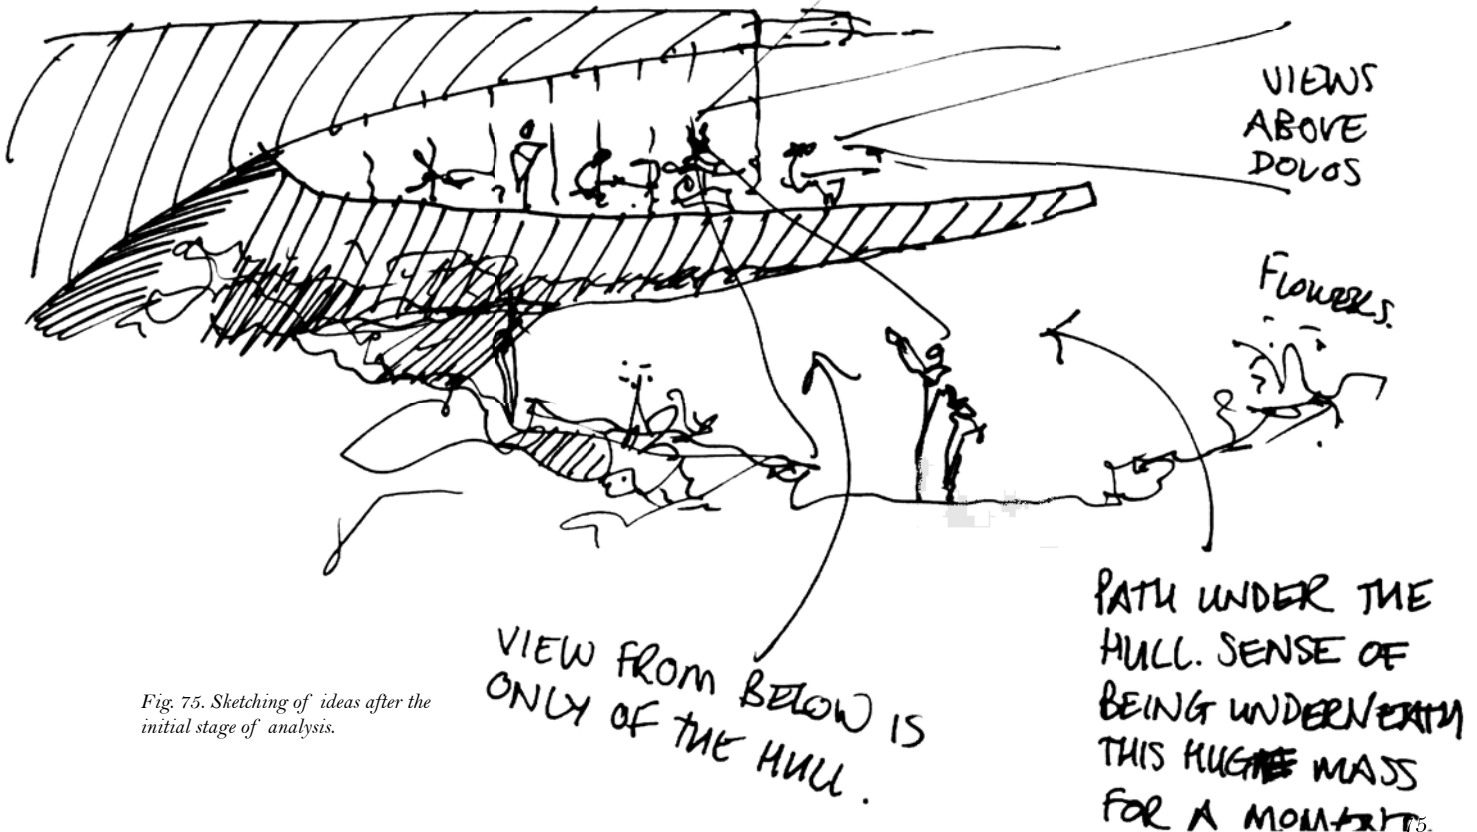 VIEWS
ABOVE
DOLOS
FLOWERS.
VIEW FROM BELOW IS
ONLY OF THE HULL.
PATH UNDER THE
HULL. SENSE OF
BEING UNDERNEATH
THIS HUGE MASS
FOR A MOMENT
Fig. 75. Sketching of ideas after the
initial stage of analysis.
75.